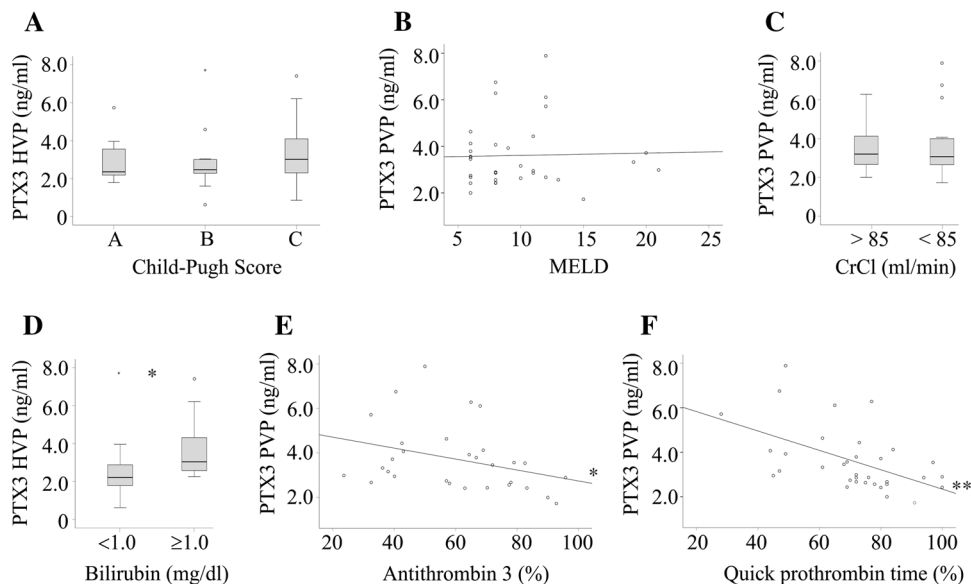 A
PTX3 HVP (ng/ml)
8.0
6.0
4.0
2.0
0
A B C
Child-Pugh Score
B
PTX3 PVP (ng/ml)
8.0
6.0
4.0
2.0
5 10 15 20 25
MELD
C
PTX3 PVP (ng/ml)
8.0
6.0
4.0
2.0
0
> 85 < 85
CrCl (ml/min)
D
PTX3 HVP (ng/ml)
8.0
6.0
4.0
2.0
0
*
<1.0 ≥1.0
Bilirubin (mg/dl)
E
PTX3 PVP (ng/ml)
8.0
6.0
4.0
2.0
*
20 40 60 80 100
Antithrombin 3 (%)
F
PTX3 PVP (ng/ml)
8.0
6.0
4.0
2.0
**
20 40 60 80 100
Quick prothrombin time (%)